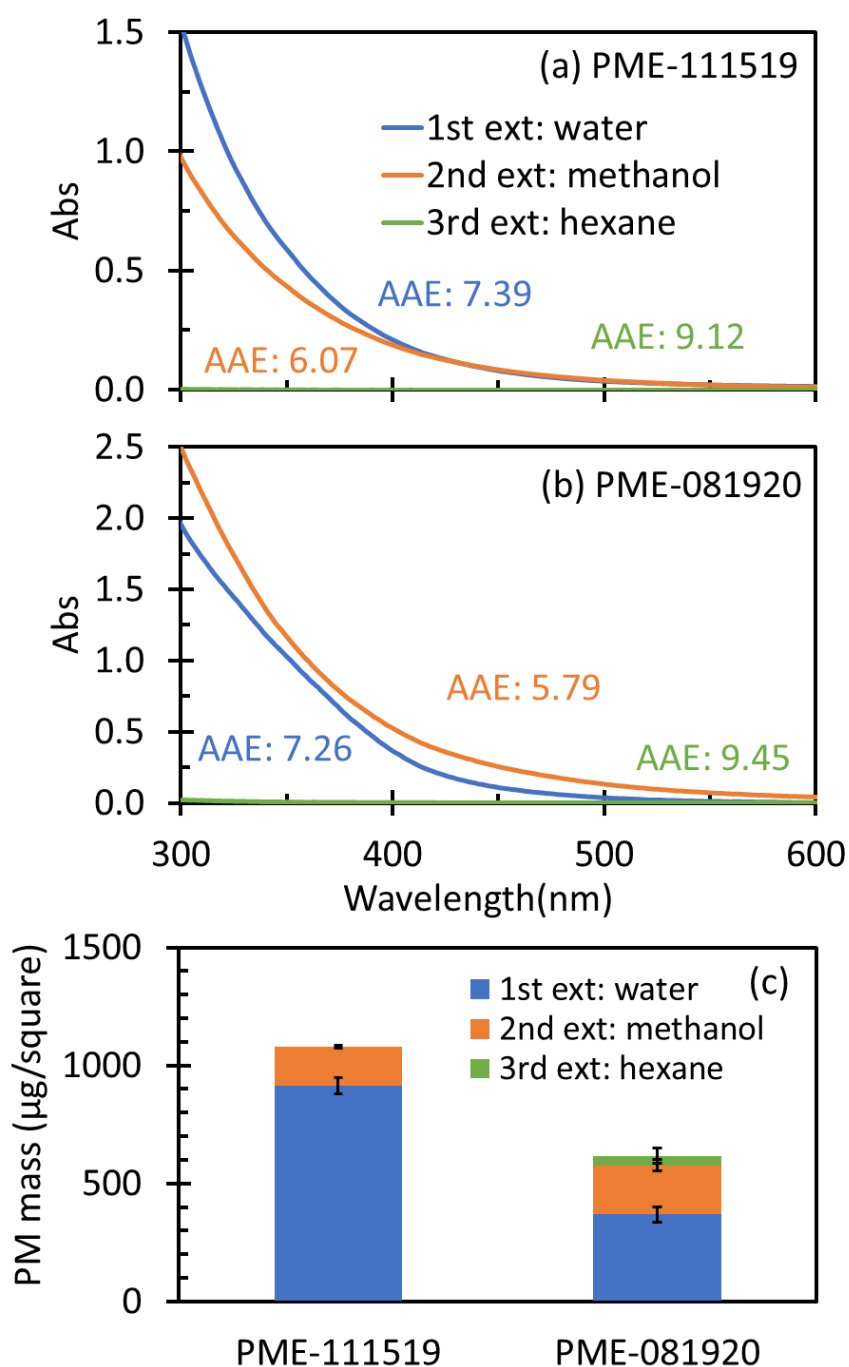 1.5
(a) PME-111519
1st ext: water
1.0
2nd ext: methanol
3rd ext: hexane
Abs
0.5
AAE: 7.39
AAE: 9.12
AAE: 6.07
0.0
2.5
(b) PME-081920
2.0
1.5
Abs
1.0
AAE: 5.79
0.5
AAE: 7.26
AAE: 9.45
0.0
300
400
500
600
Wavelength(nm)
1500
(c)
1st ext: water
2nd ext: methanol
3rd ext: hexane
1000
PM mass (µg/square)
500
0
PME-111519
PME-081920